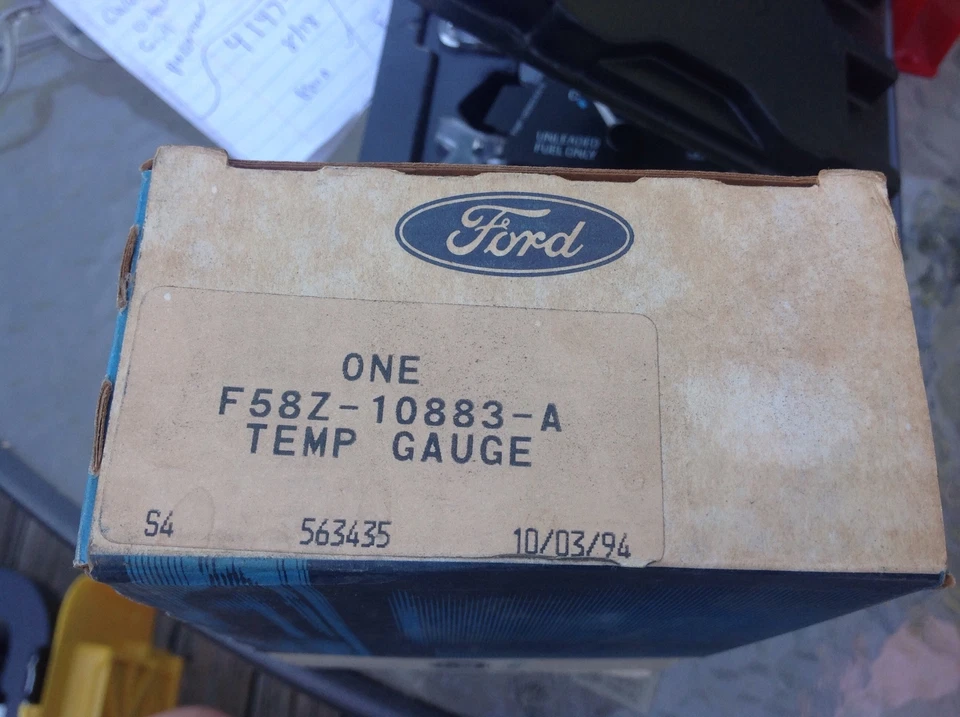 UNLEADED
FUEL ONLY
Ford
ONE
F58Z-10883-A
TEMP GAUGE
S4 563435 10/03/94